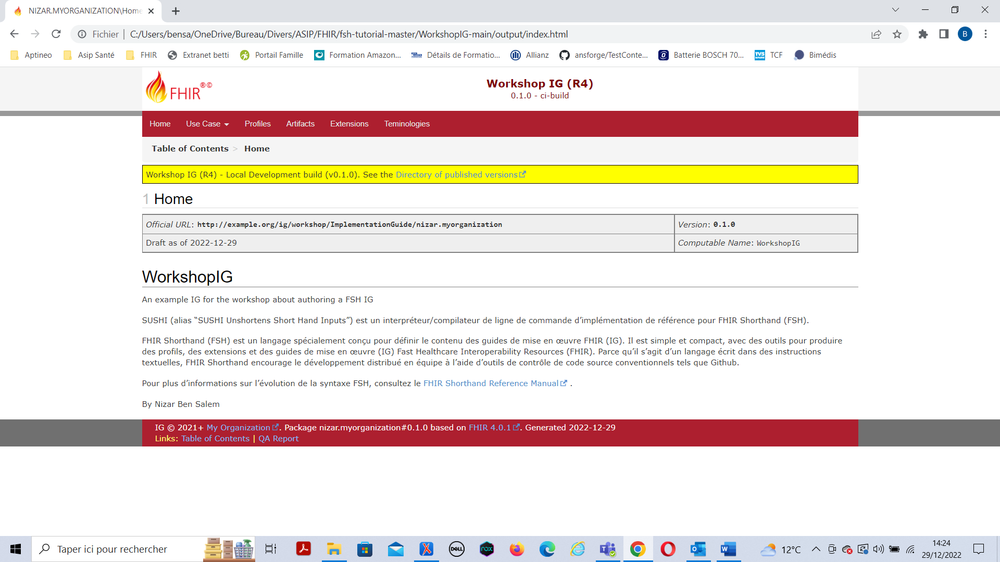 NIZAR.MYORGANIZATION\Home
Fichier | C:/Users/bensa/OneDrive/Bureau/Divers/ASIP/FHIR/fsh-tutorial-master/WorkshopIG-main/output/index.html
B
Aptineo Asip Santé FHIR Extranet betti Portail Famille Formation Amazon... Détails de Formatio... Allianz ansforge/TestConte... Batterie BOSCH 70... TCF Bimédis
FHIR®©
Workshop IG (R4)
0.1.0 - ci-build
Home Use Case Profiles Artifacts Extensions Teminologies
Table of Contents > Home
Workshop IG (R4) - Local Development build (v0.1.0). See the Directory of published versions
1 Home
Official URL: http://example.org/ig/workshop/ImplementationGuide/nizar.myorganization Version: 0.1.0
Draft as of 2022-12-29 Computable Name: WorkshopIG
WorkshopIG
An example IG for the workshop about authoring a FSH IG
SUSHI (alias “SUSHI Unshortens Short Hand Inputs”) est un interpréteur/compilateur de ligne de commande d’implémentation de référence pour FHIR Shorthand (FSH).
FHIR Shorthand (FSH) est un langage spécialement conçu pour définir le contenu des guides de mise en œuvre FHIR (IG). Il est simple et compact, avec des outils pour produire
des profils, des extensions et des guides de mise en œuvre (IG) Fast Healthcare Interoperability Resources (FHIR). Parce qu’il s’agit d’un langage écrit dans des instructions
textuelles, FHIR Shorthand encourage le développement distribué en équipe à l’aide d’outils de contrôle de code source conventionnels tels que Github.
Pour plus d’informations sur l’évolution de la syntaxe FSH, consultez le FHIR Shorthand Reference Manual .
By Nizar Ben Salem
IG © 2021+ My Organization. Package nizar.myorganization#0.1.0 based on FHIR 4.0.1. Generated 2022-12-29
Links: Table of Contents | QA Report
Taper ici pour rechercher
DELL
nox
12°C
14:24
29/12/2022